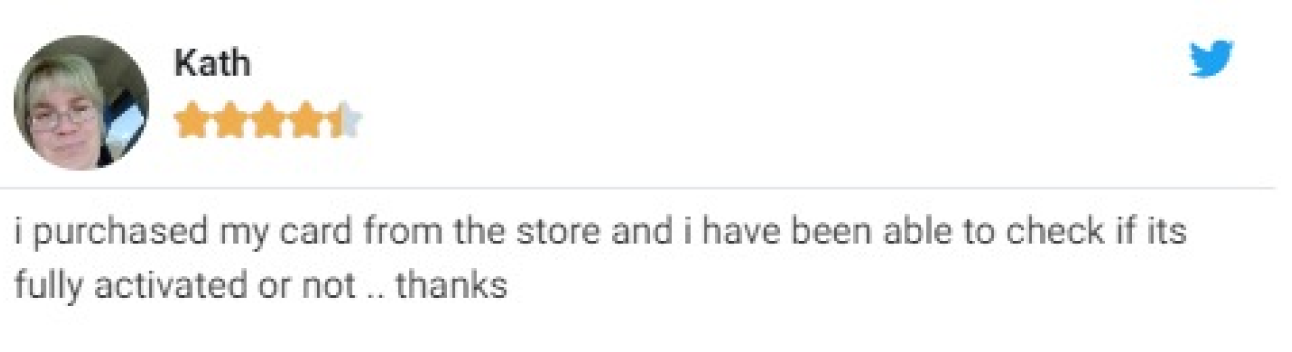 Kath
i purchased my card from the store and i have been able to check if its
fully activated or not .. thanks